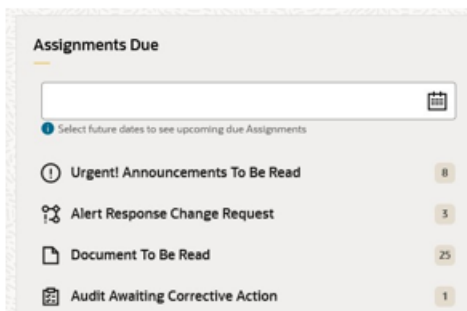 Assignments Due
Select future dates to see upcoming due Assignments
Urgent! Announcements To Be Read 8
Alert Response Change Request 3
Document To Be Read 25
Audit Awaiting Corrective Action 1